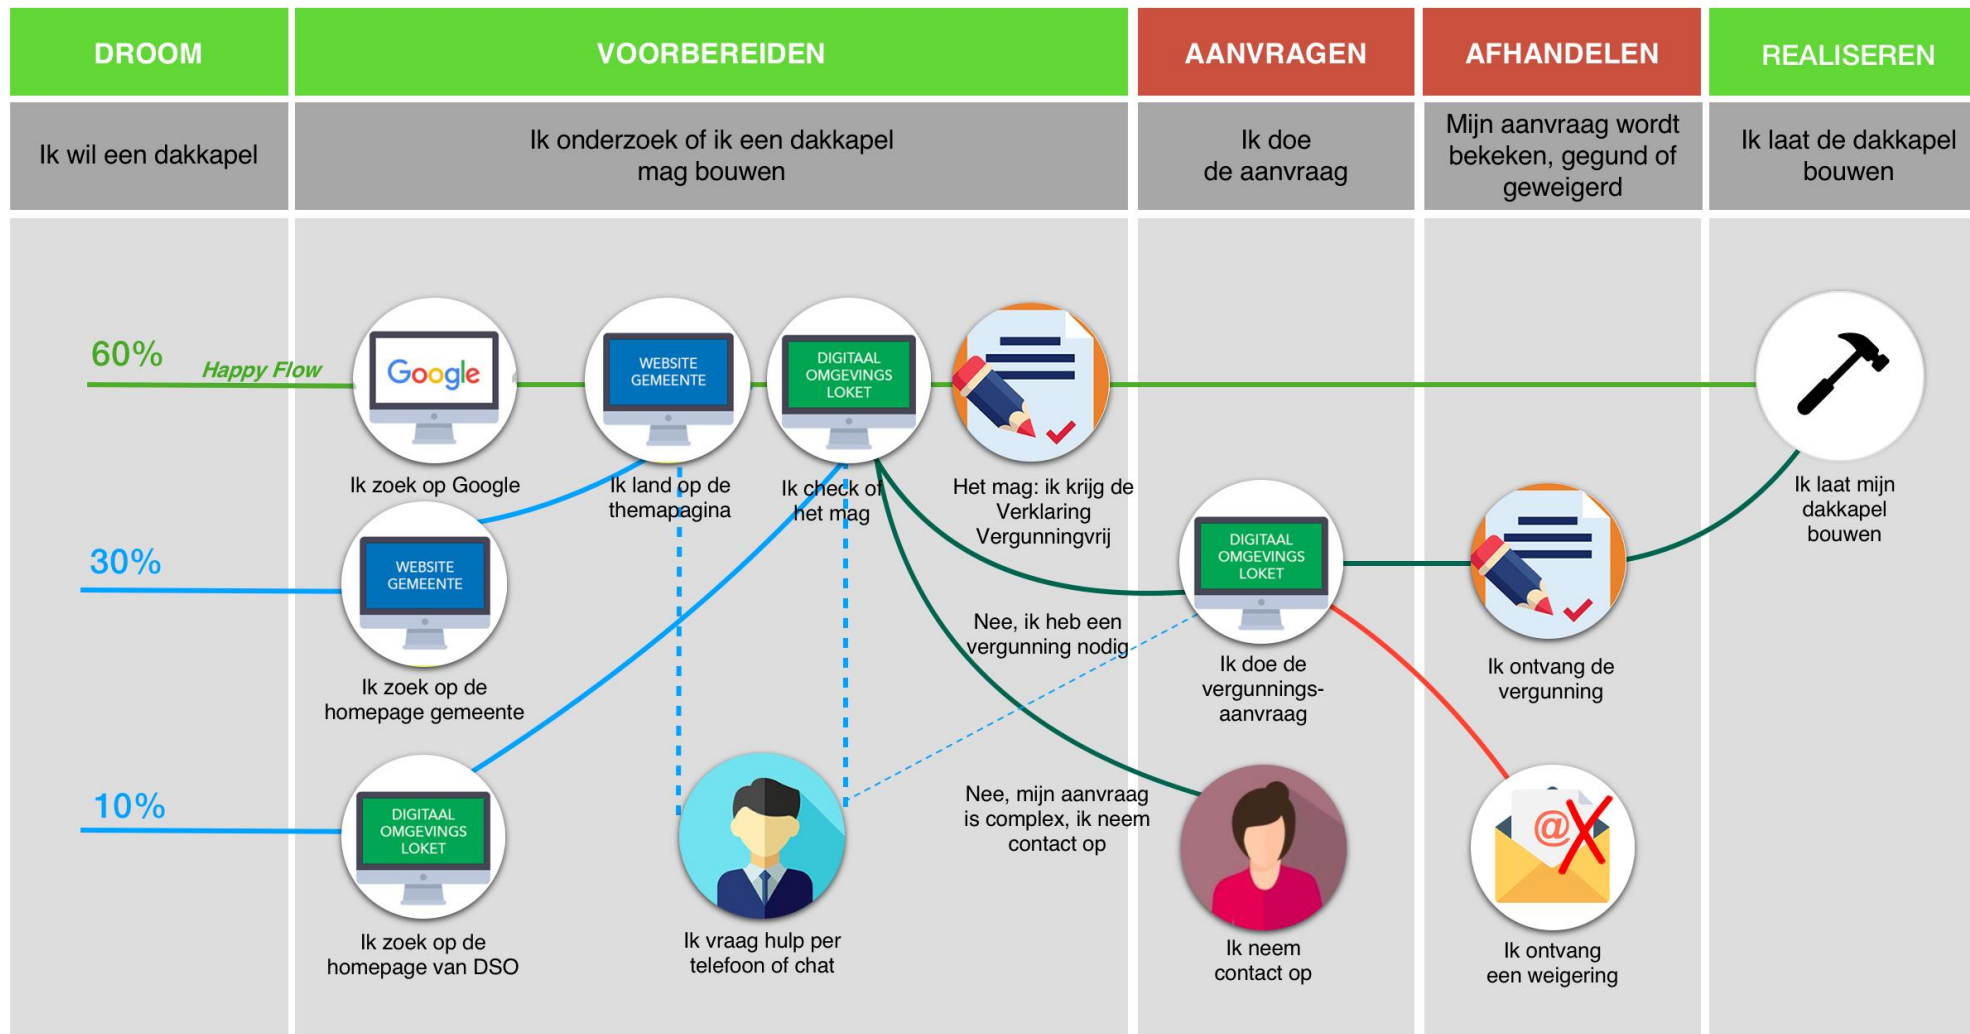 DROOM
VOORBEREIDEN
AANVRAGEN
AFHANDELEN
REALISEREN
Ik wil een dakkapel
Ik onderzoek of ik een dakkapel
mag bouwen
Ik doe
de aanvraag
Mijn aanvraag wordt
bekeken, gegund of
geweigerd
Ik laat de dakkapel
bouwen
60%
Happy Flow
Google
WEBSITE
GEMEENTE
DIGITAAL
OMGEVINGS
LOKET
Ik zoek op Google
Ik land op de
themapagina
Ik check of
het mag
Het mag: ik krijg de
Verklaring
Vergunningvrij
Ik laat mijn
dakkapel
bouwen
30%
WEBSITE
GEMEENTE
Ik zoek op de
homepage gemeente
Nee, ik heb een
vergunning nodig
DIGITAAL
OMGEVINGS
LOKET
Ik doe de
vergunnings-
aanvraag
Ik ontvang de
vergunning
10%
DIGITAAL
OMGEVINGS
LOKET
Ik zoek op de
homepage van DSO
Ik vraag hulp per
telefoon of chat
Nee, mijn aanvraag
is complex, ik neem
contact op
Ik neem
contact op
@
Ik ontvang
een weigering